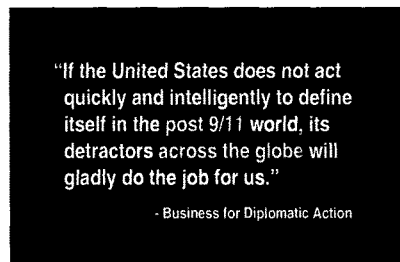 “If the United States does not act
quickly and intelligently to define
itself in the post 9/11 world, its
detractors across the globe will
gladly do the job for us.”
- Business for Diplomatic Action